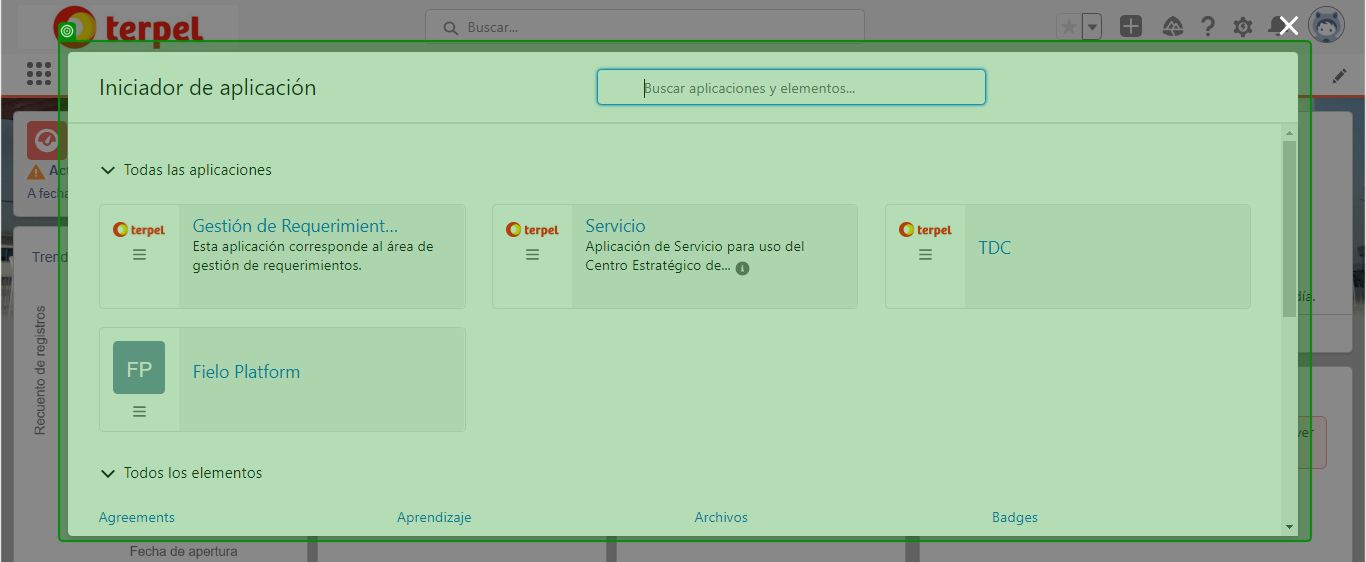 terpel
Buscar...
Iniciador de aplicación
Buscar aplicaciones y elementos...
A fecha
Trend
Recuento de registros
Todas las aplicaciones
terpel
Gestión de Requerimient...
Esta aplicación corresponde al área de
gestión de requerimientos.
terpel
Servicio
Aplicación de Servicio para uso del
Centro Estratégico de...
terpel
TDC
día.
FP
Fielo Platform
ver
Todos los elementos
Agreements
Aprendizaje
Archivos
Badges
Fecha de apertura